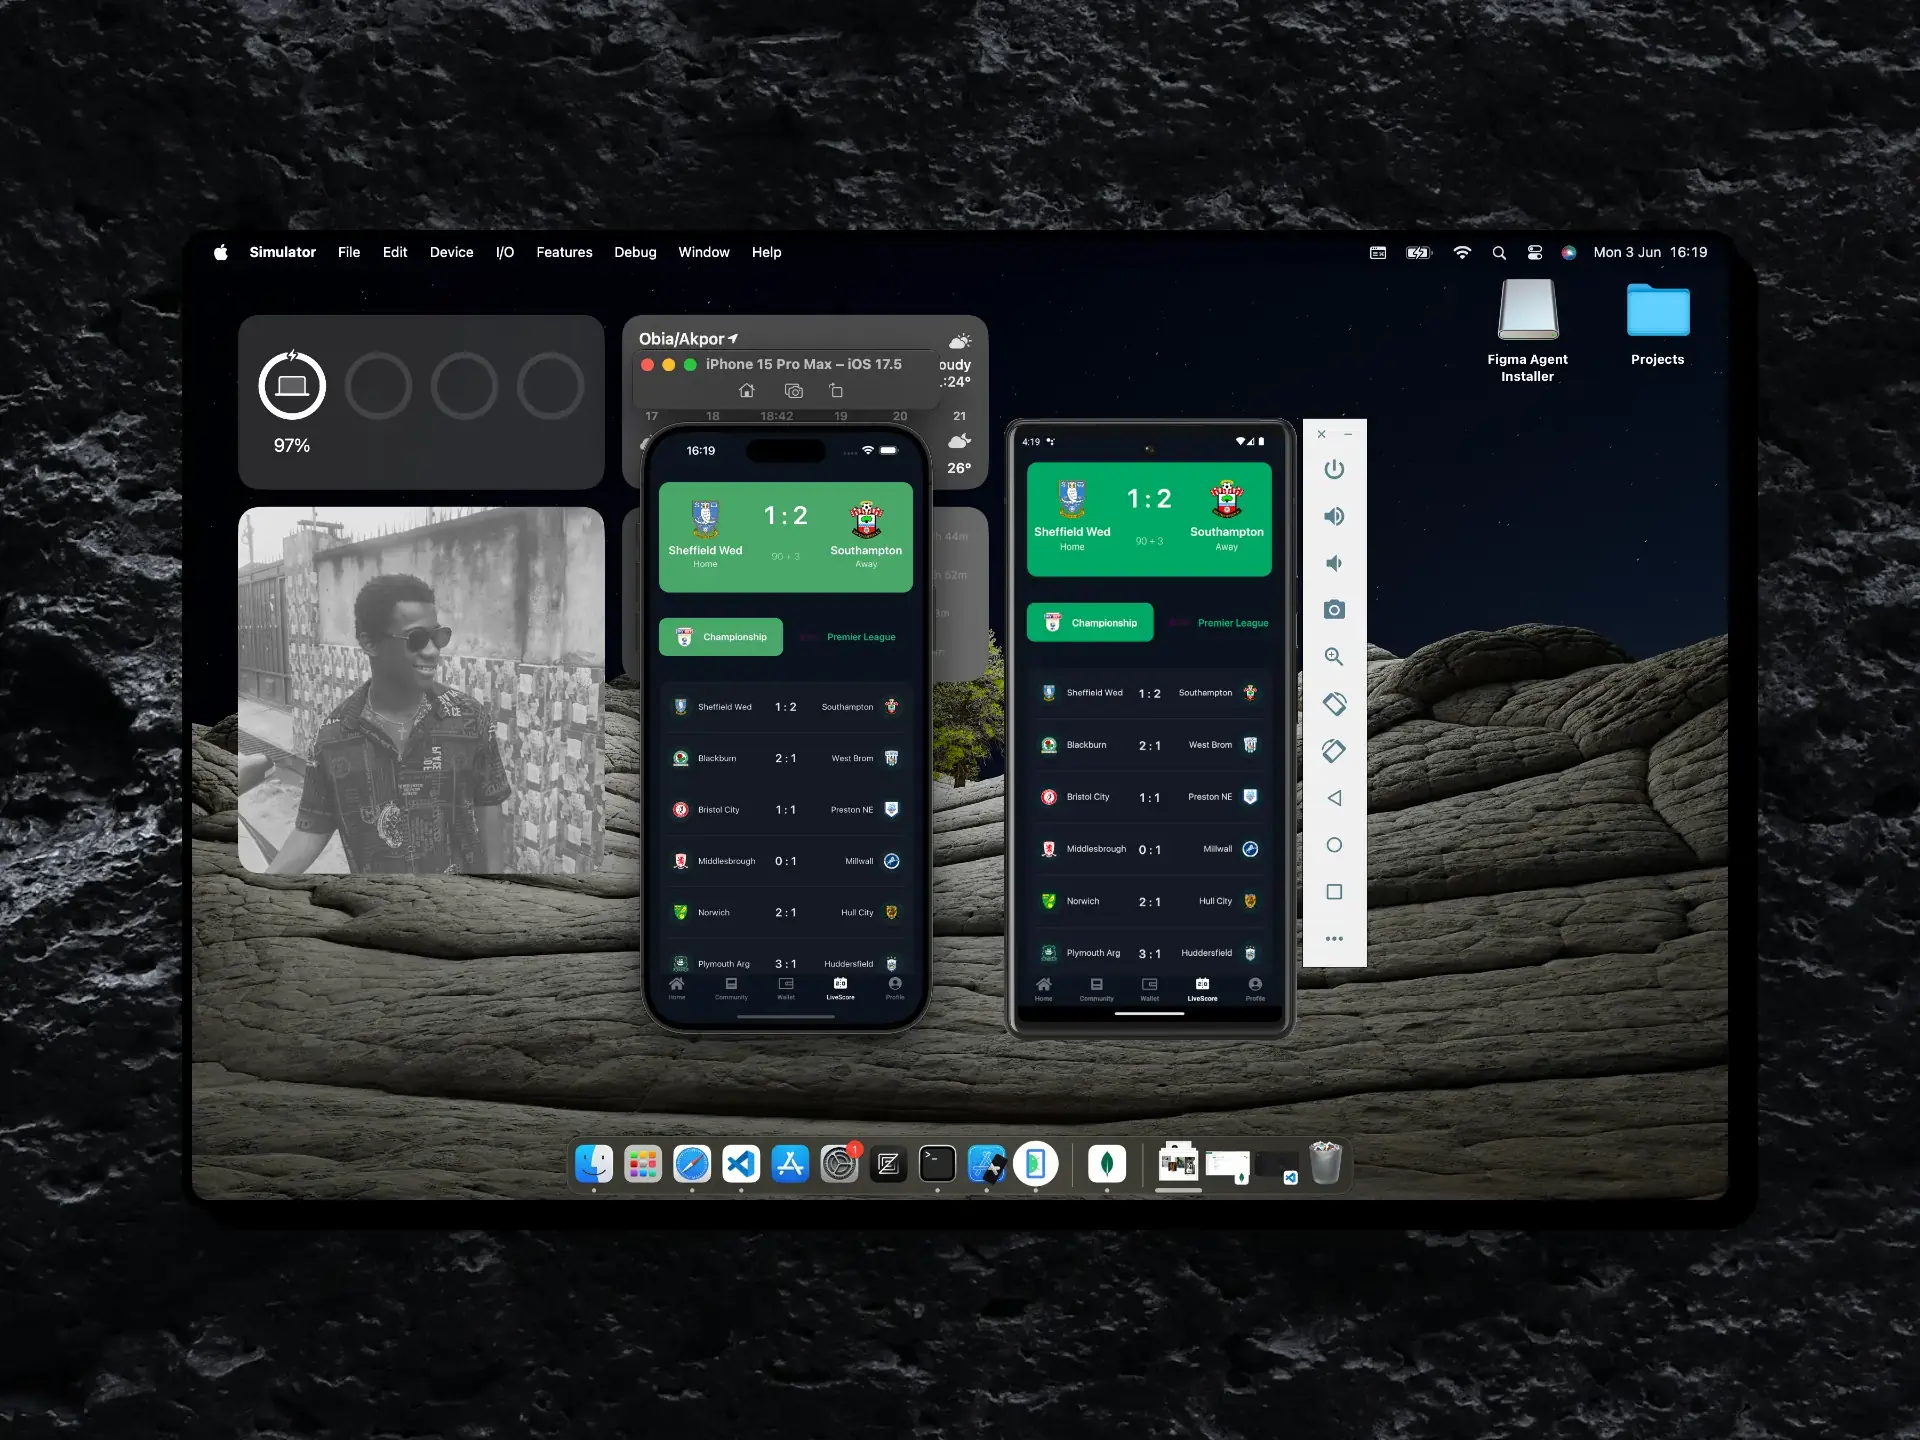 Simulator File Edit Device I/O Features Debug Window Help
Mon 3 Jun 16:19
Figma Agent Installer
Projects
97%
Obia/Akpor
oudy
:24°
17 18 18:42 19 20 21
26°
h 44m
iPhone 15 Pro Max – iOS 17.5
16:19
1 : 2
Sheffield Wed
Home
90 + 3
Southampton
Away
Championship
Premier League
Sheffield Wed 1 : 2 Southampton
Blackburn 2 : 1 West Brom
Bristol City 1 : 1 Preston NE
Middlesbrough 0 : 1 Millwall
Norwich 2 : 1 Hull City
Plymouth Arg 3 : 1 Huddersfield
Home Community Wallet LiveScore Profile
4:19
1 : 2
Sheffield Wed
Home
90 + 3
Southampton
Away
Championship
Premier League
Sheffield Wed 1 : 2 Southampton
Blackburn 2 : 1 West Brom
Bristol City 1 : 1 Preston NE
Middlesbrough 0 : 1 Millwall
Norwich 2 : 1 Hull City
Plymouth Arg 3 : 1 Huddersfield
Home Community Wallet LiveScore Profile
1